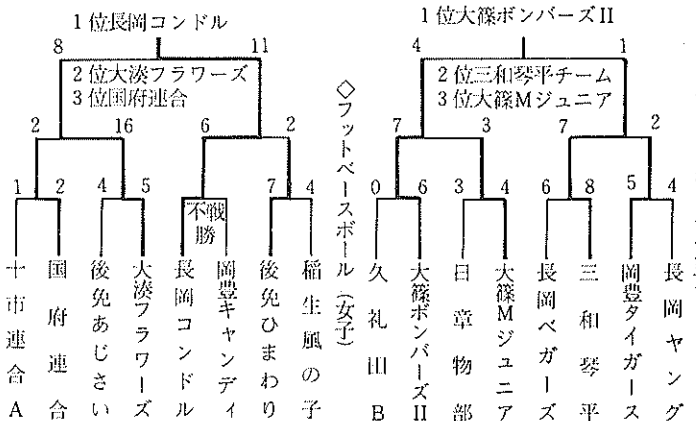 1位長岡コンドル
8 11
2位大湊フラワーズ
3位国府連合
2 16 6 2
1 2 4 5 不戦勝 7 4
十市連合A
国府連合
後免あじさい
大湊フラワーズ
長岡コンドル
岡豊キャンディ
後免ひまわり
稲生風の子
◇フットベースボール(女子)
1位大篠ボンバーズII
4 1
2位三和琴平チーム
3位大篠Mジュニア
7 3 7 2
0 6 3 4 6 8 5 4
久礼田B
大篠ボンバーズII
日章物部
大篠Mジュニア
長岡ベガーズ
三和琴平
岡豊タイガース
長岡ヤング